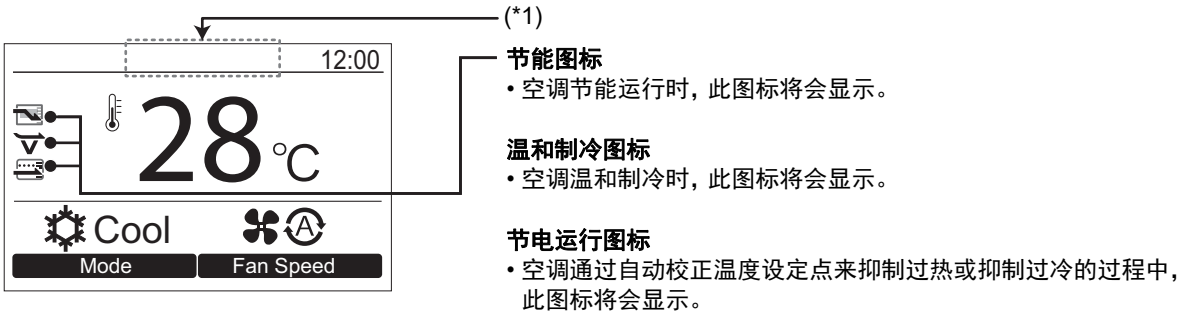 (*1)
12:00
28 °C
Cool
A
Mode
Fan Speed
节能图标
• 空调节能运行时，此图标将会显示。
温和制冷图标
• 空调温和制冷时，此图标将会显示。
节电运行图标
• 空调通过自动校正温度设定点来抑制过热或抑制过冷的过程中，
此图标将会显示。